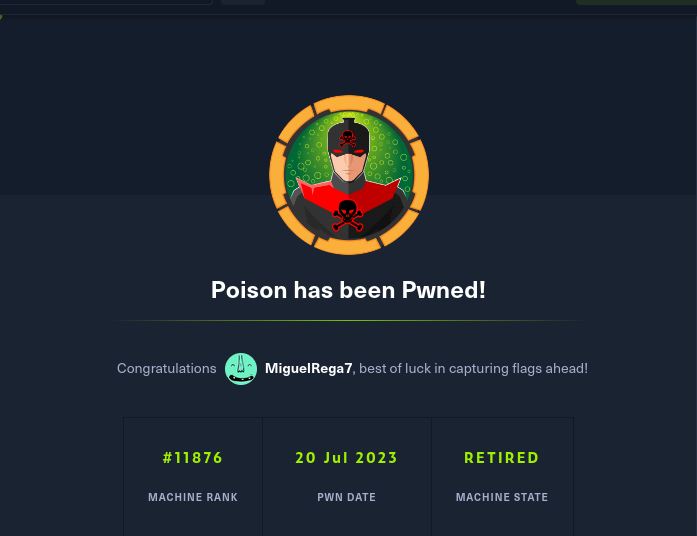 Poison has been Pwned!
Congratulations MiguelRega7, best of luck in capturing flags ahead!
#11876 20 Jul 2023 RETIRED
MACHINE RANK PWN DATE MACHINE STATE